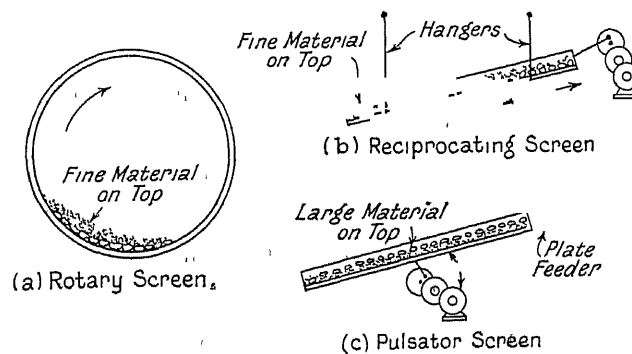 Fine Material
on Top
(a) Rotary Screen.
Fine Material
on Top
Hangers
(b) Reciprocating Screen
Large Material
on Top
Plate
Feeder
(c) Pulsator Screen